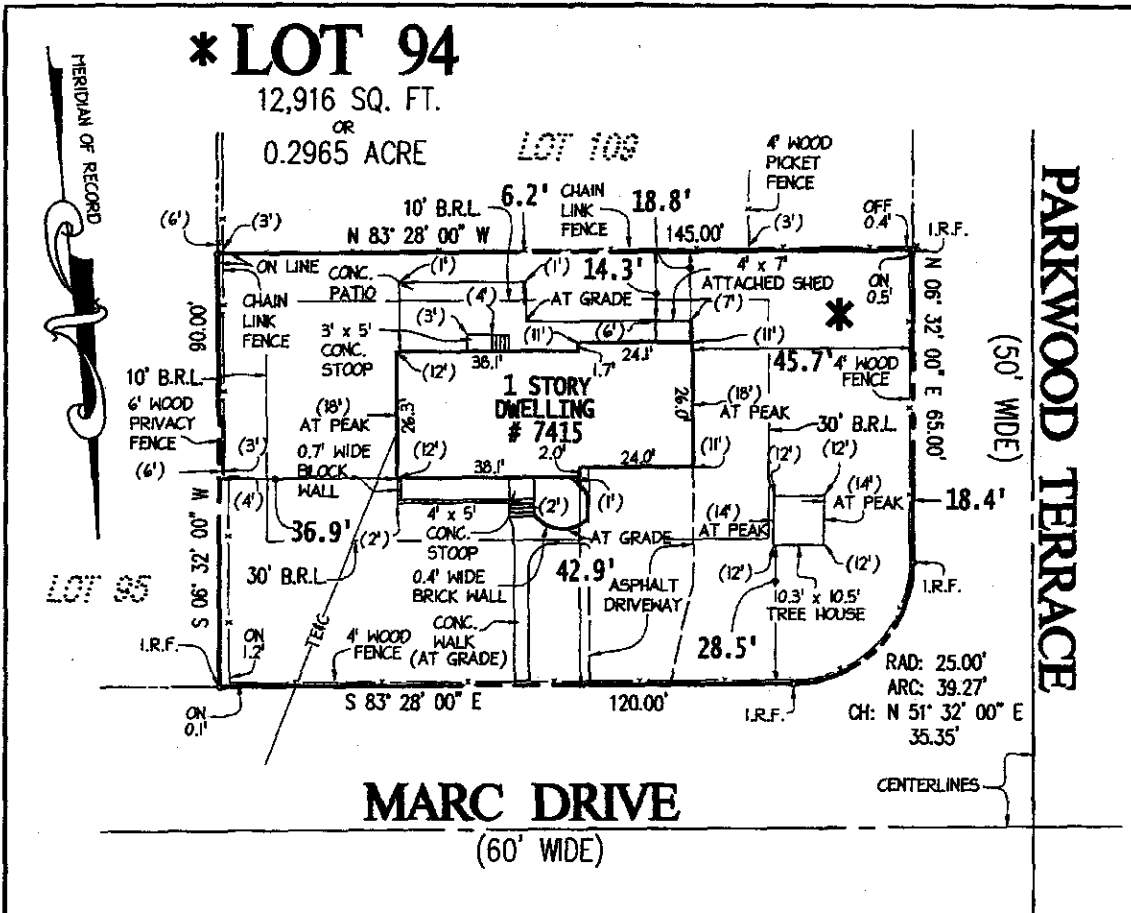 * LOT 94
12,916 SQ. FT.
OR
0.2965 ACRE
MERIDIAN OF RECORD
LOT 109
4' WOOD
PICKET
FENCE
6.2'
CHAIN
LINK
FENCE
18.8'
10' B.R.L.
(6')
(3')
N 83° 28' 00" W
145.00'
(3')
OFF
0.4'
I.R.F.
ON LINE
CONC.
PATIO
(1')
(1')
14.3'
4' x 7'
ATTACHED SHED
ON
0.5'
N 06° 32' 00" E 65.00'
PARKWOOD TERRACE
(50' WIDE)
90.00'
CHAIN
LINK
FENCE
(4')
AT GRADE
(7')
*
3' x 5'
CONC.
STOOP
(3')
(11')
(6')
(11')
38.1'
1.7'
24.1'
45.7'
4' WOOD
FENCE
10' B.R.L.
(12')
6' WOOD
PRIVACY
FENCE
(18')
AT PEAK
26.3'
1 STORY
DWELLING
# 7415
26.0'
(18')
AT PEAK
30' B.R.L.
(6')
(3')
0.7' WIDE
BLOCK
WALL
(12')
38.1'
2.0'
24.0'
(11')
(12')
(12')
(14')
AT PEAK
(4')
(2')
(1')
18.4'
S 06° 32' 00" W
36.9'
(2')
4' x 5'
CONC.
STOOP
AT GRADE
(14')
AT PEAK
LOT 95
30' B.R.L.
0.4' WIDE
BRICK WALL
42.9'
ASPHALT
DRIVEWAY
(12')
(12')
10.3' x 10.5'
TREE HOUSE
I.R.F.
I.R.F.
ON
1.2'
4' WOOD
FENCE
CONC.
WALK
(AT GRADE)
28.5'
RAD: 25.00'
ARC: 39.27'
CH: N 51° 32' 00" E
35.35'
ON
0.1'
S 83° 28' 00" E
120.00'
I.R.F.
CENTERLINES
MARC DRIVE
(60' WIDE)